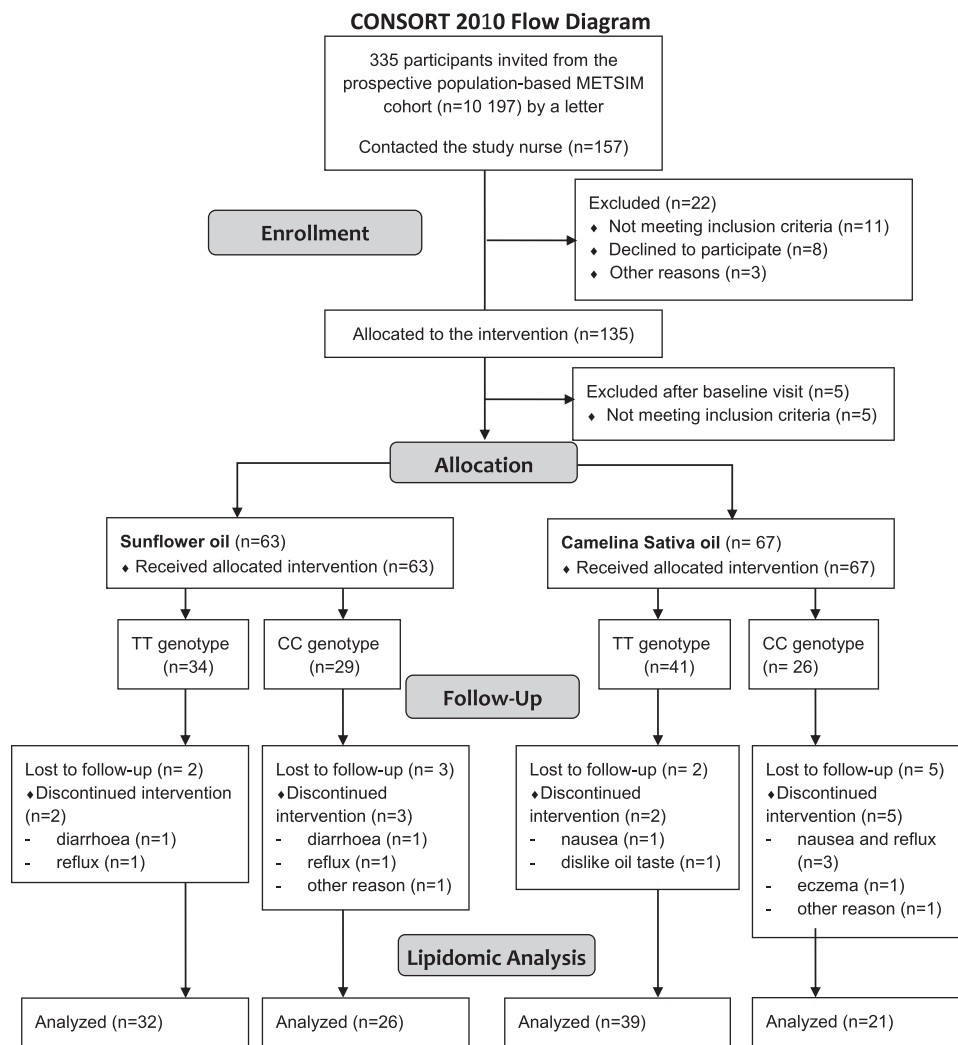 CONSORT 2010 Flow Diagram
335 participants invited from the
prospective population-based METSIM
cohort (n=10 197) by a letter
Contacted the study nurse (n=157)
Enrollment
Excluded (n=22)
♦ Not meeting inclusion criteria (n=11)
♦ Declined to participate (n=8)
♦ Other reasons (n=3)
Allocated to the intervention (n=135)
Excluded after baseline visit (n=5)
♦ Not meeting inclusion criteria (n=5)
Allocation
Sunflower oil (n=63)
♦ Received allocated intervention (n=63)
Camelina Sativa oil (n= 67)
♦ Received allocated intervention (n=67)
TT genotype
(n=34)
CC genotype
(n=29)
TT genotype
(n=41)
CC genotype
(n= 26)
Follow-Up
Lost to follow-up (n= 2)
♦Discontinued intervention
(n=2)
- diarrhoea (n=1)
- reflux (n=1)
Lost to follow-up (n= 3)
♦Discontinued
intervention (n=3)
- diarrhoea (n=1)
- reflux (n=1)
- other reason (n=1)
Lost to follow-up (n= 2)
♦Discontinued
intervention (n=2)
- nausea (n=1)
- dislike oil taste (n=1)
Lost to follow-up (n= 5)
♦Discontinued
intervention (n=5)
- nausea and reflux
(n=3)
- eczema (n=1)
- other reason (n=1)
Lipidomic Analysis
Analyzed (n=32)
Analyzed (n=26)
Analyzed (n=39)
Analyzed (n=21)